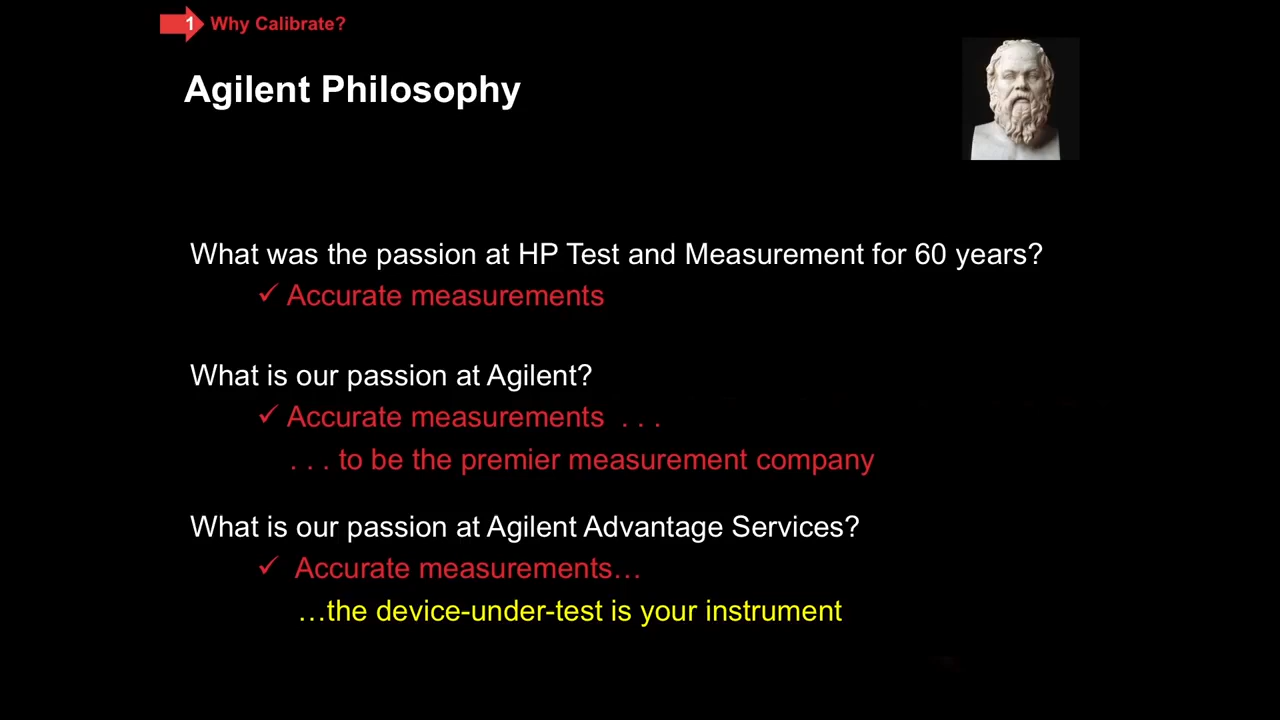 1 Why Calibrate?
Agilent Philosophy
What was the passion at HP Test and Measurement for 60 years?
✓ Accurate measurements
What is our passion at Agilent?
✓ Accurate measurements . . .
. . . to be the premier measurement company
What is our passion at Agilent Advantage Services?
✓ Accurate measurements…
…the device-under-test is your instrument